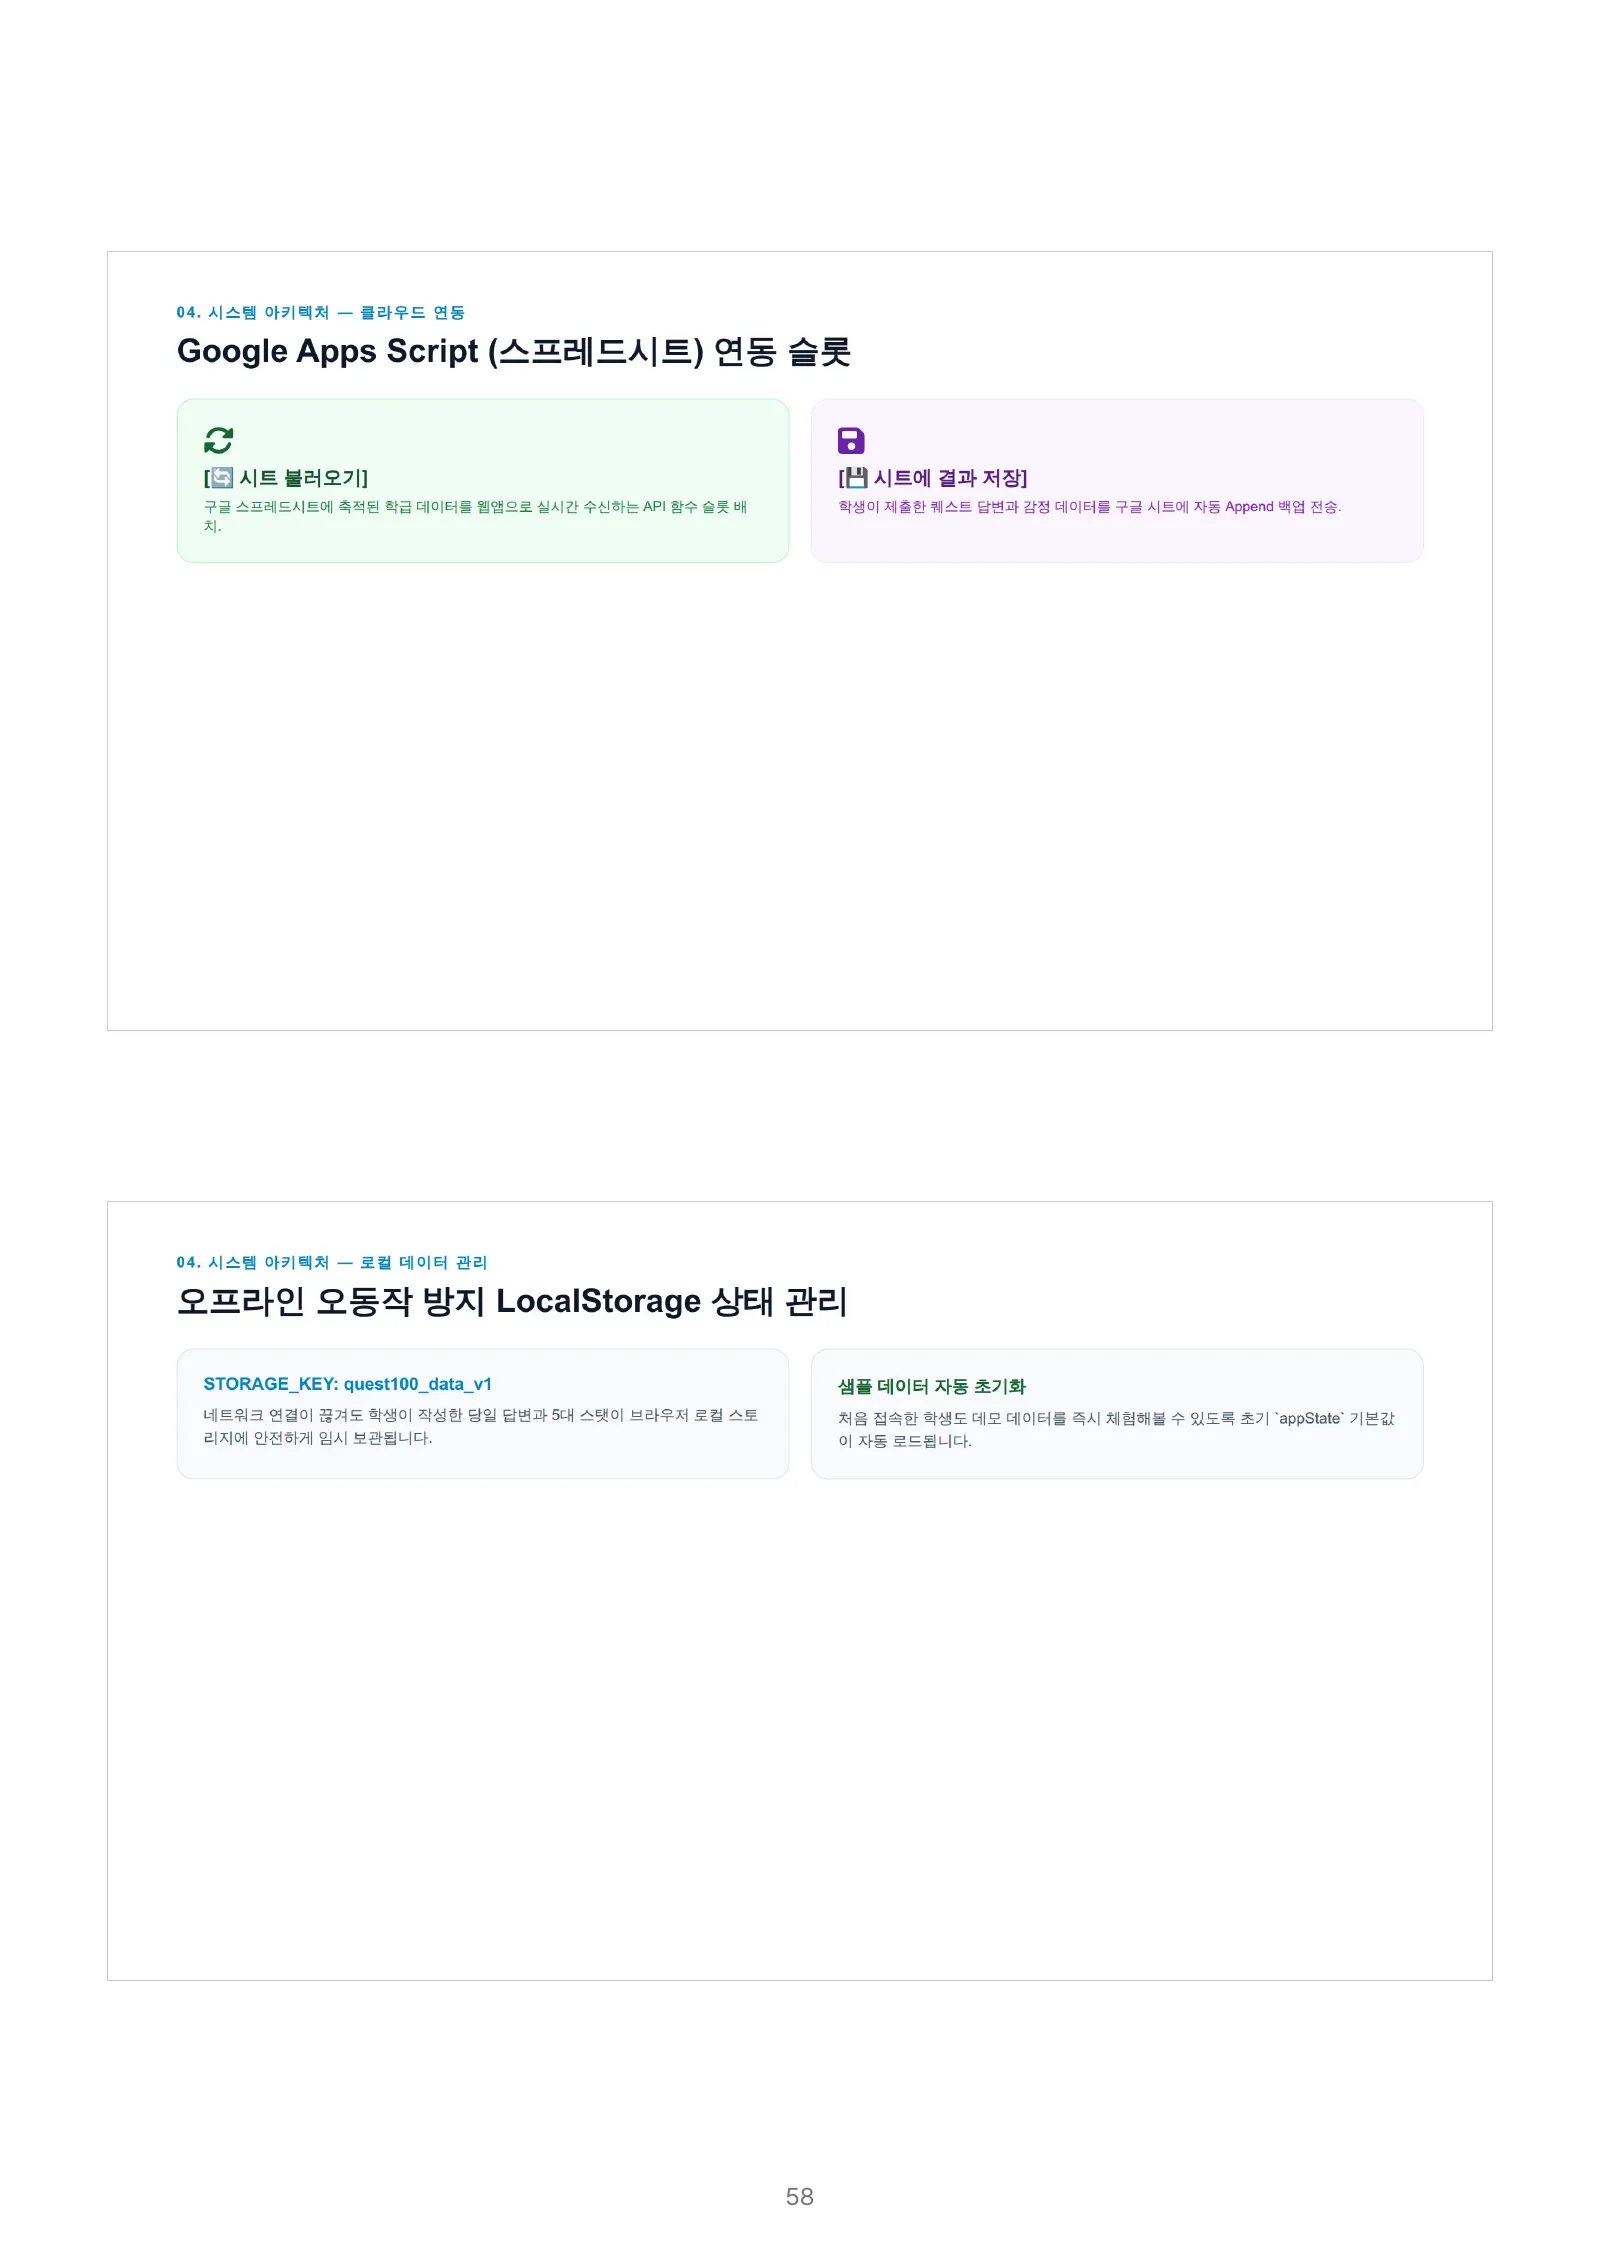 04. 시스템 아키텍처 — 클라우드 연동
Google Apps Script (스프레드시트) 연동 슬롯
[🔄 시트 불러오기]
구글 스프레드시트에 축적된 학급 데이터를 웹앱으로 실시간 수신하는 API 함수 슬롯 배
치.
[💾 시트에 결과 저장]
학생이 제출한 퀘스트 답변과 감정 데이터를 구글 시트에 자동 Append 백업 전송.
04. 시스템 아키텍처 — 로컬 데이터 관리
오프라인 오동작 방지 LocalStorage 상태 관리
STORAGE_KEY: quest100_data_v1
네트워크 연결이 끊겨도 학생이 작성한 당일 답변과 5대 스탯이 브라우저 로컬 스토
리지에 안전하게 임시 보관됩니다.
샘플 데이터 자동 초기화
처음 접속한 학생도 데모 데이터를 즉시 체험해볼 수 있도록 초기 `appState` 기본값
이 자동 로드됩니다.
58